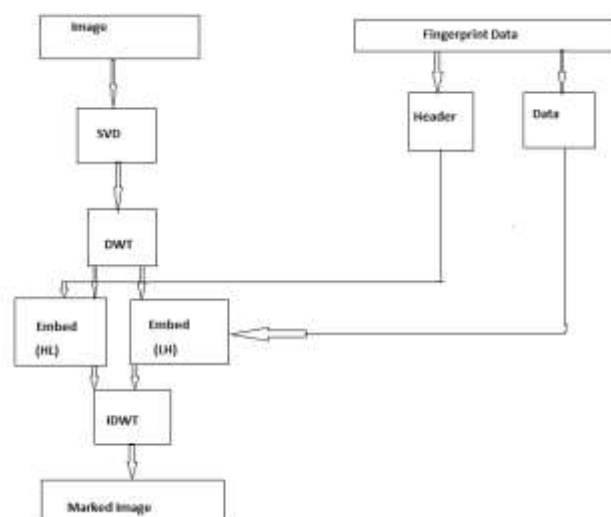 Image
Fingerprint Data
SVD
Header
Data
DWT
Embed
(HL)
Embed
(LH)
IDWT
Marked Image